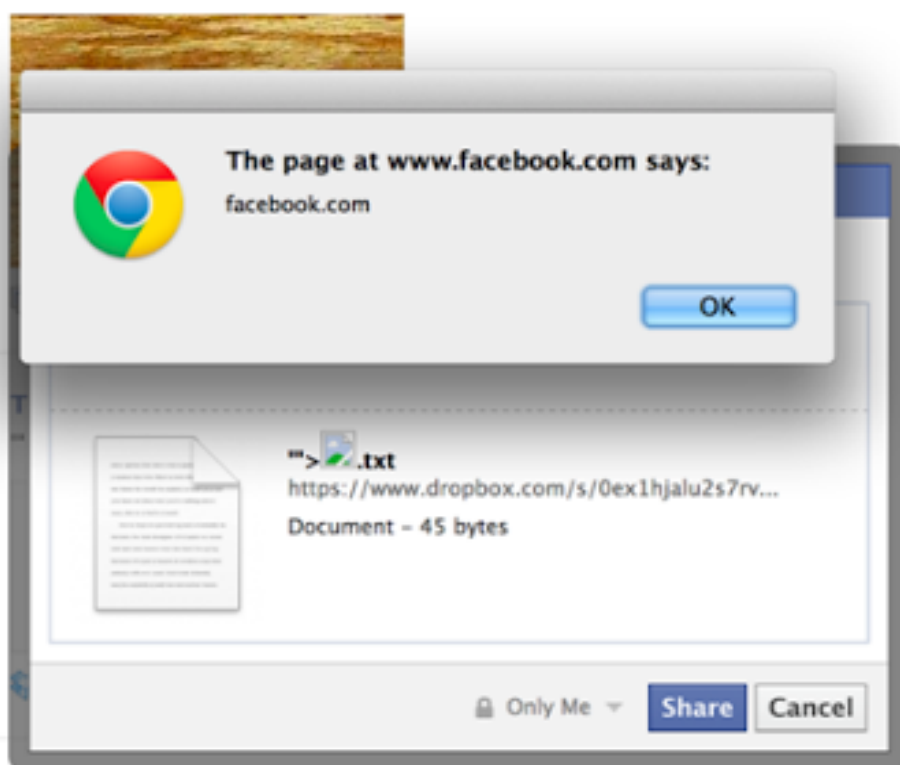 The page at www.facebook.com says:
facebook.com
OK
'">.txt
https://www.dropbox.com/s/0ex1hjalu2s7rv...
Document – 45 bytes
Only Me
Share
Cancel